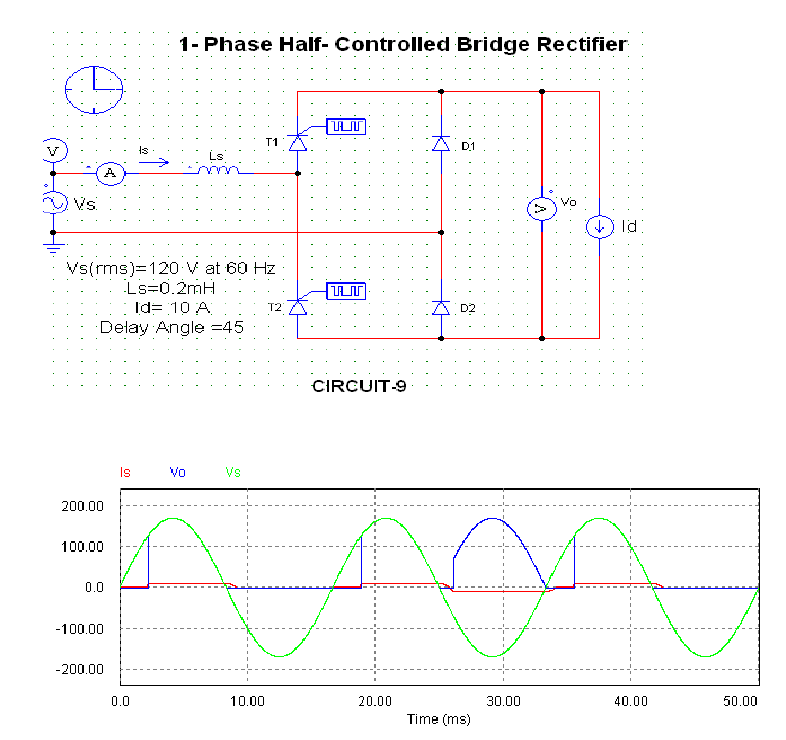 1- Phase Half- Controlled Bridge Rectifier
T1
D1
V
Is
Ls
A
Vs
V
Vo
Id
Vs(rms)=120 V at 60 Hz
Ls=0.2mH
Id= 10 A
Delay Angle =45
T2
D2
CIRCUIT-9
Is Vo Vs
200.00
100.00
0.0
-100.00
-200.00
0.0 10.00 20.00 30.00 40.00 50.00
Time (ms)